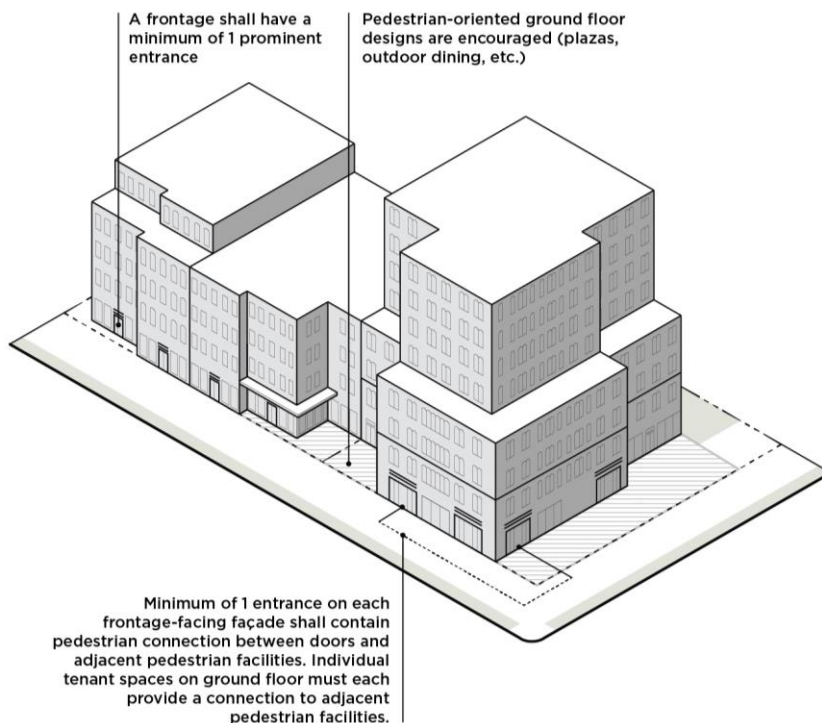 A frontage shall have a
minimum of 1 prominent
entrance
Pedestrian-oriented ground floor
designs are encouraged (plazas,
outdoor dining, etc.)
Minimum of 1 entrance on each
frontage-facing façade shall contain
pedestrian connection between doors and
adjacent pedestrian facilities. Individual
tenant spaces on ground floor must each
provide a connection to adjacent
pedestrian facilities.